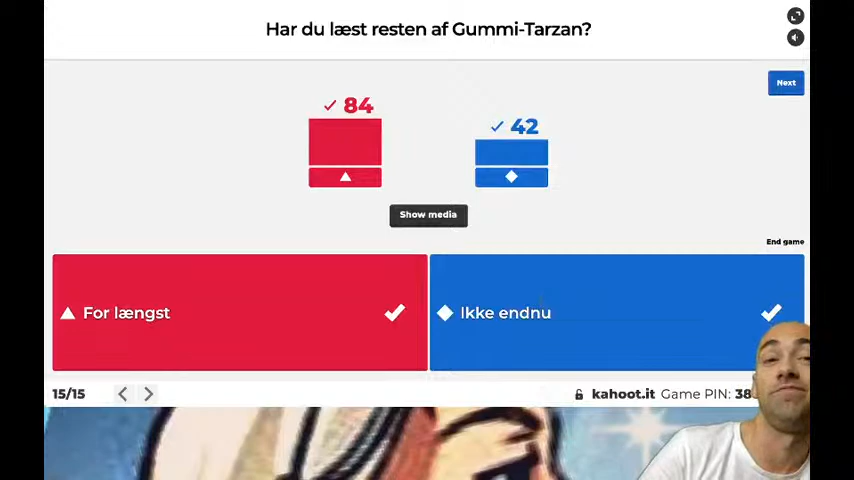 Har du læst resten af Gummi-Tarzan?
Next
84
42
Show media
End game
For længst
Ikke endnu
15/15
kahoot.it Game PIN: 38